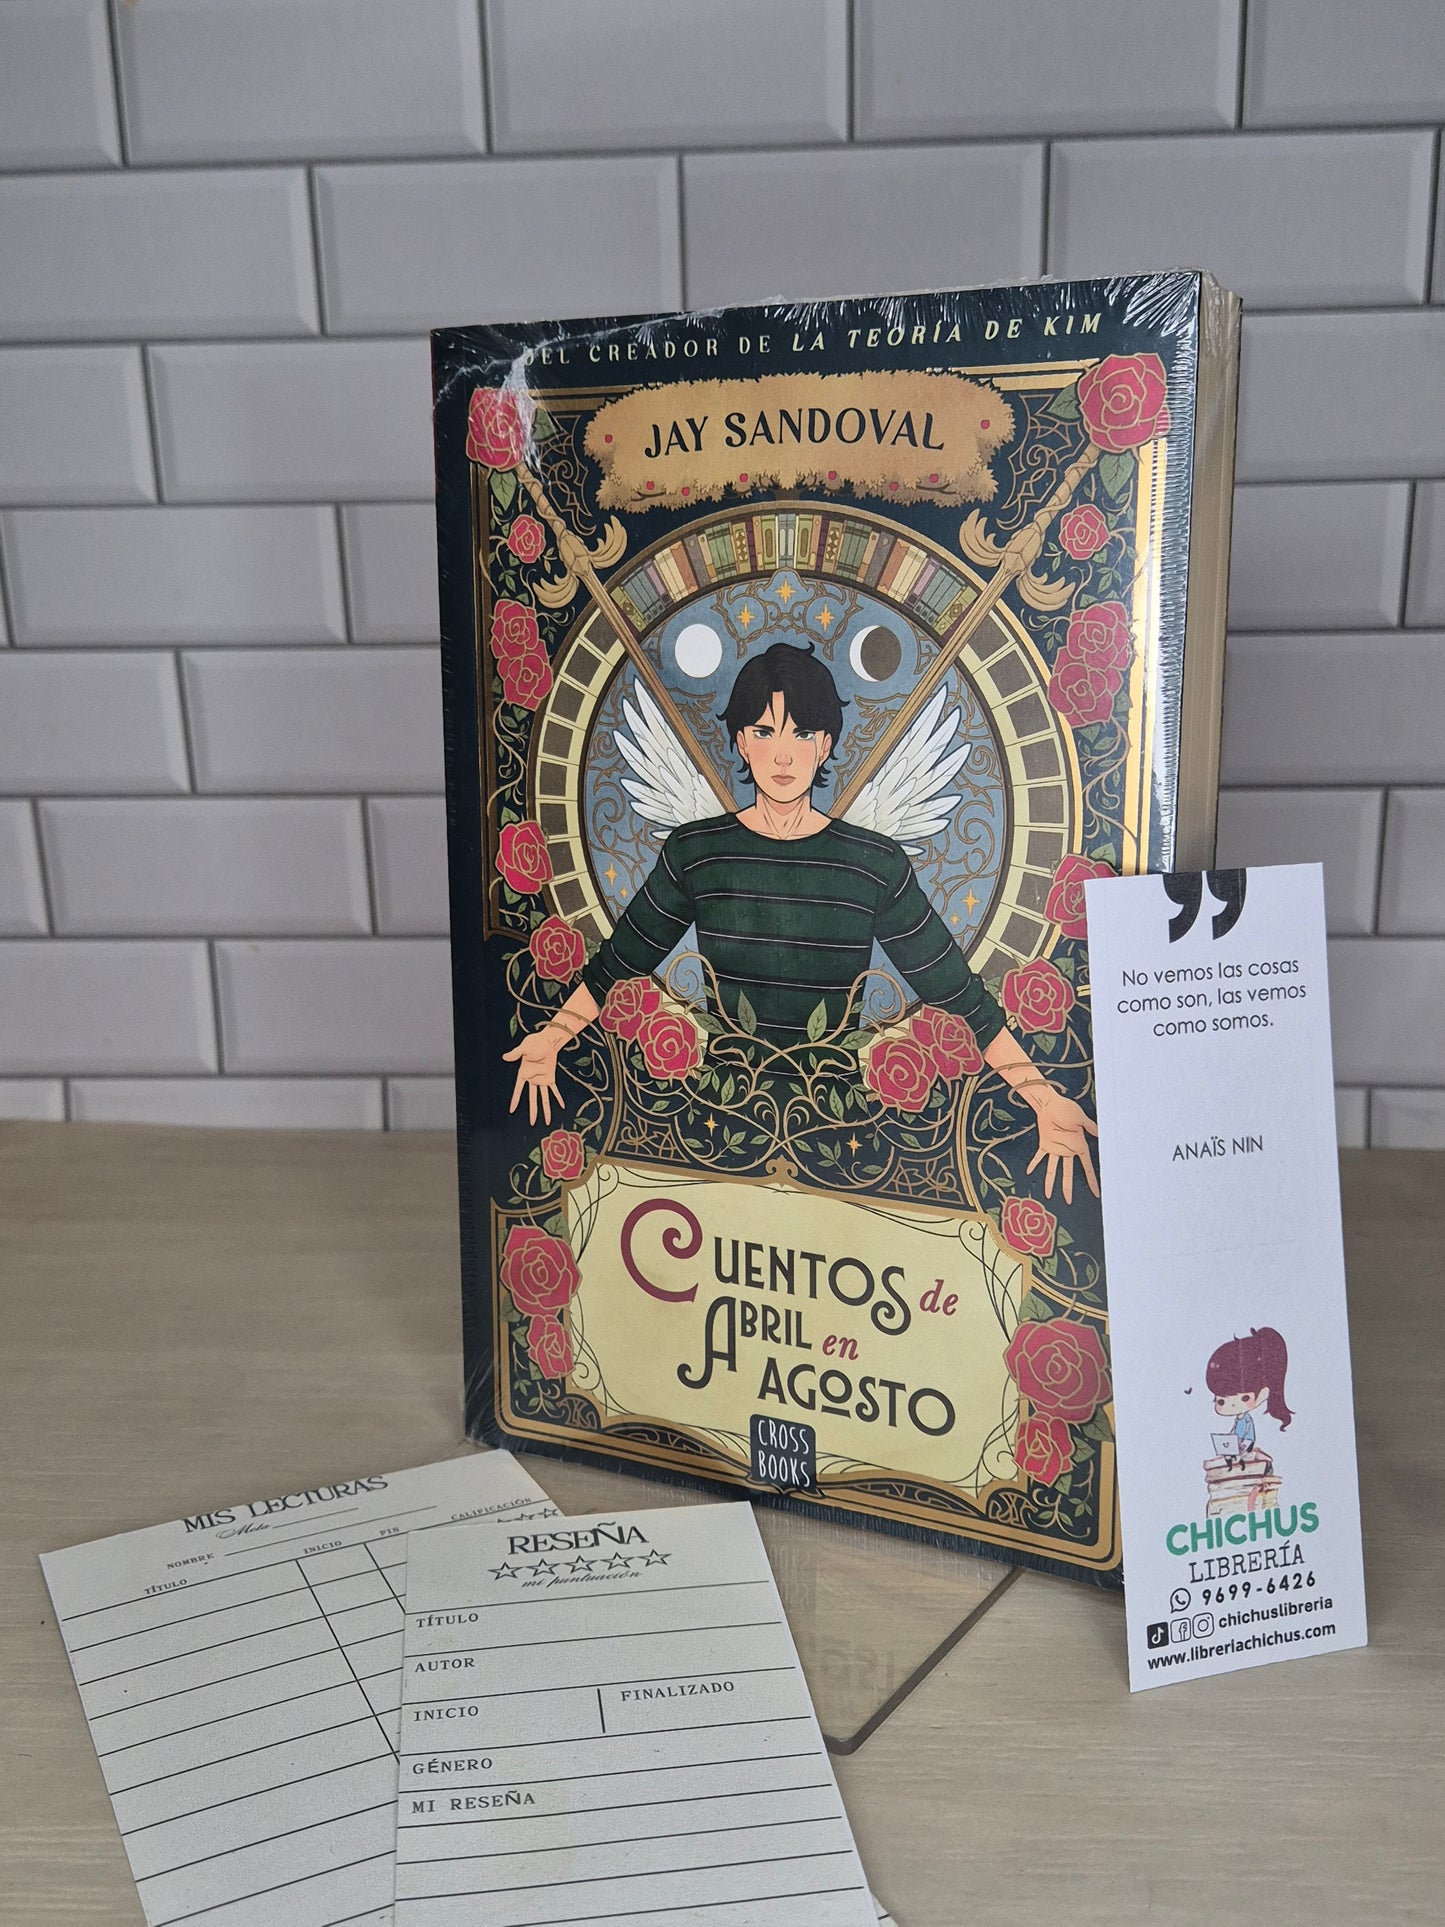 DEL CREADOR DE LA TEORÍA DE KIM
JAY SANDOVAL
CUENTOS de
ABRIL en
AGOSTO
CROSS
BOOKS
No vemos las cosas
como son, las vemos
como somos.
ANAÏS NIN
CHICHUS
LIBRERÍA
9699-6426
chichuslibreria
www.libreriachichus.com
MIS LECTURAS
Meta
NOMBRE
TÍTULO
INICIO
FIN
CALIFICACIÓN
RESEÑA
mi puntuación
TÍTULO
AUTOR
INICIO
FINALIZADO
GÉNERO
MI RESEÑA